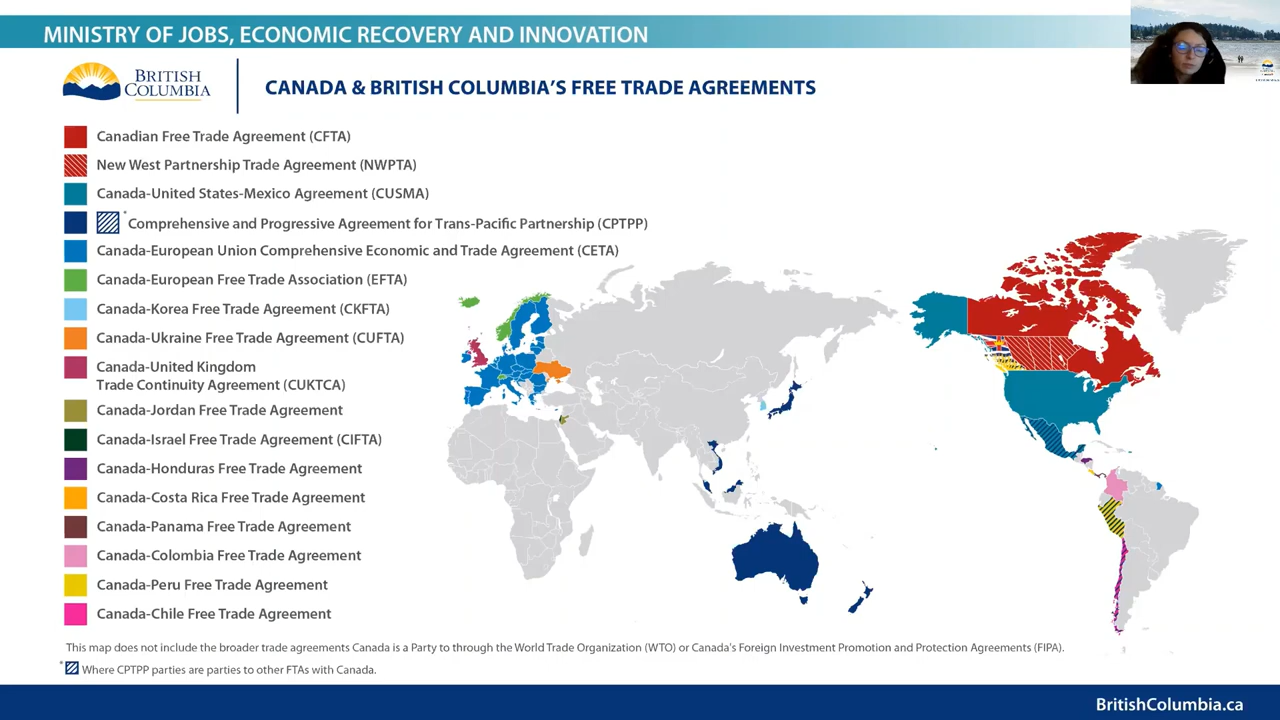 MINISTRY OF JOBS, ECONOMIC RECOVERY AND INNOVATION
BRITISH
COLUMBIA
CANADA & BRITISH COLUMBIA'S FREE TRADE AGREEMENTS
Canadian Free Trade Agreement (CFTA)
New West Partnership Trade Agreement (NWPTA)
Canada-United States-Mexico Agreement (CUSMA)
* Comprehensive and Progressive Agreement for Trans-Pacific Partnership (CPTPP)
Canada-European Union Comprehensive Economic and Trade Agreement (CETA)
Canada-European Free Trade Association (EFTA)
Canada-Korea Free Trade Agreement (CKFTA)
Canada-Ukraine Free Trade Agreement (CUFTA)
Canada-United Kingdom
Trade Continuity Agreement (CUKTCA)
Canada-Jordan Free Trade Agreement
Canada-Israel Free Trade Agreement (CIFTA)
Canada-Honduras Free Trade Agreement
Canada-Costa Rica Free Trade Agreement
Canada-Panama Free Trade Agreement
Canada-Colombia Free Trade Agreement
Canada-Peru Free Trade Agreement
Canada-Chile Free Trade Agreement
This map does not include the broader trade agreements Canada is a Party to through the World Trade Organization (WTO) or Canada's Foreign Investment Promotion and Protection Agreements (FIPA).
* Where CPTPP parties are parties to other FTAs with Canada.
BritishColumbia.ca